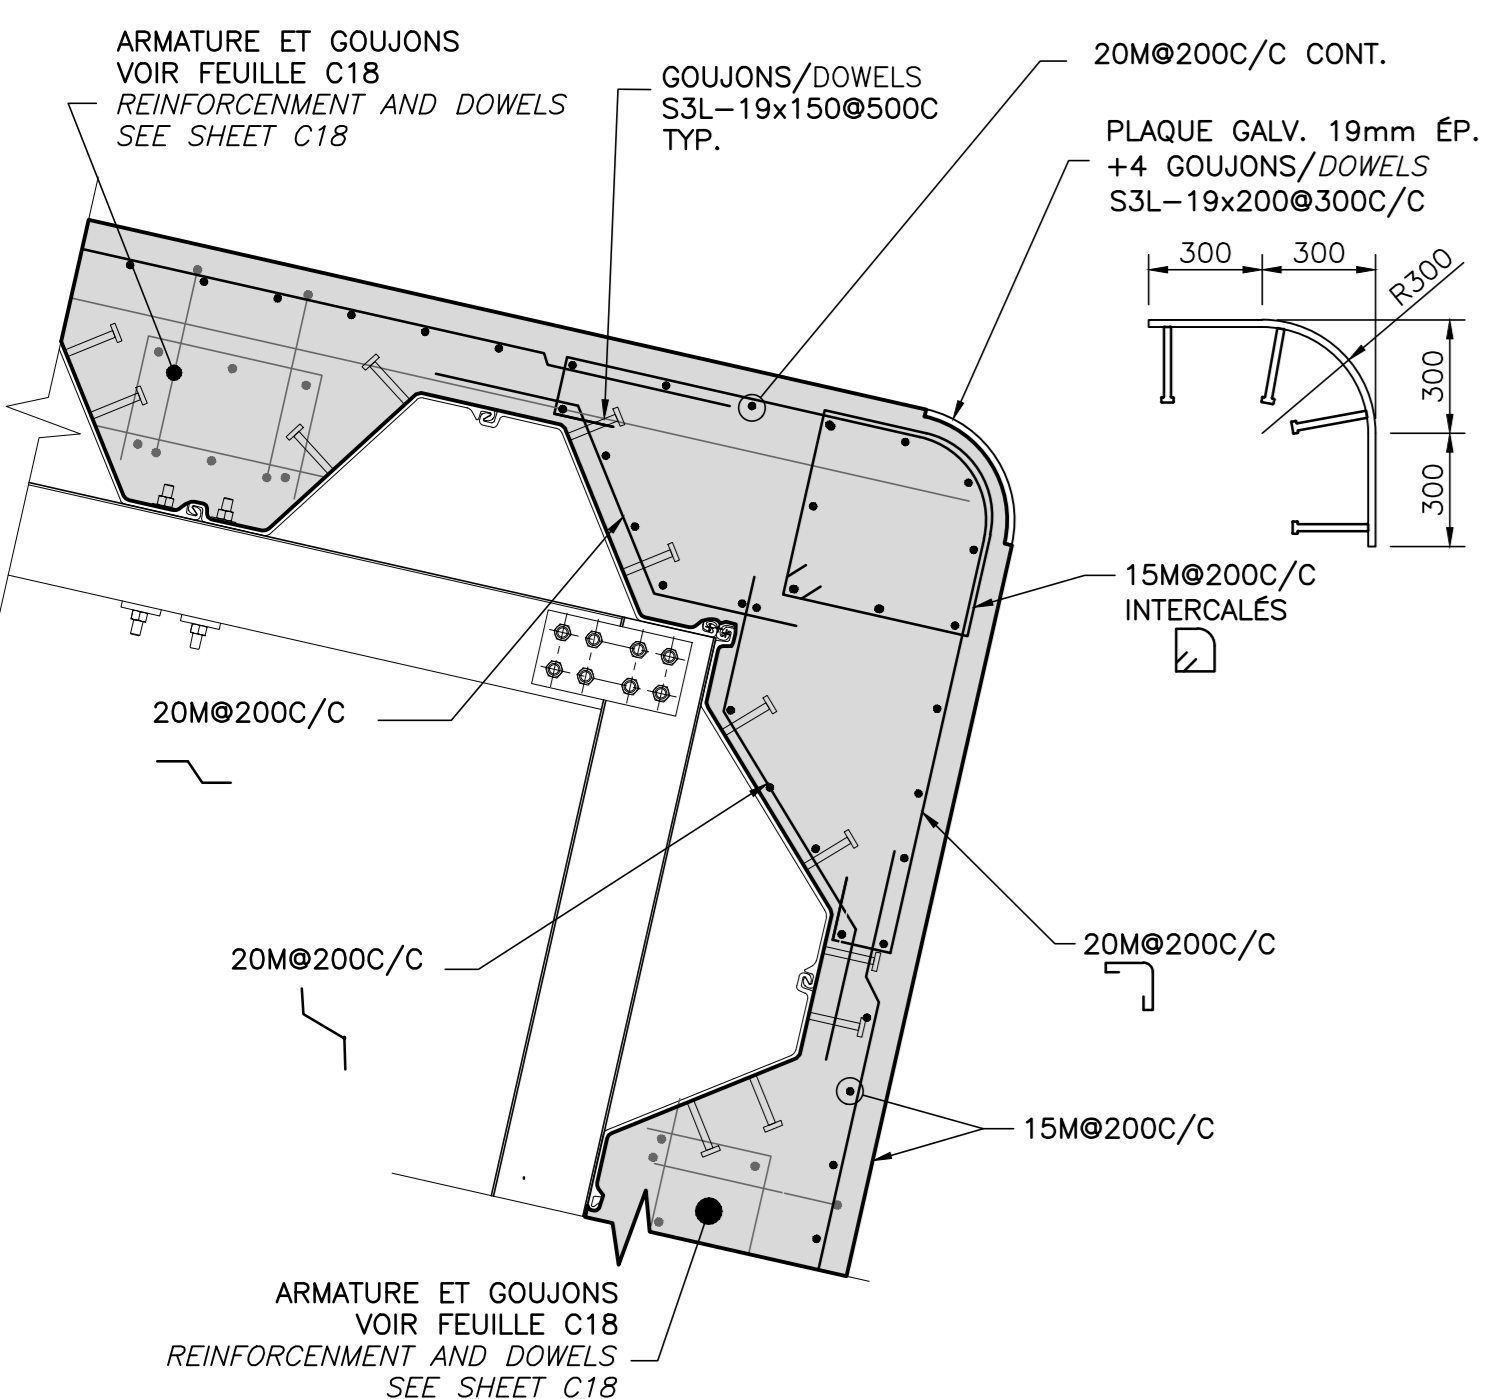 ARMATURE ET GOUJONS
VOIR FEUILLE C18
REINFORCENMENT AND DOWELS
SEE SHEET C18
GOUJONS/DOWELS
S3L-19x150@500C
TYP.
20M@200C/C CONT.
PLAQUE GALV. 19mm ÉP.
+4 GOUJONS/DOWELS
S3L-19x200@300C/C
300
300
R300
300
300
15M@200C/C
INTERCALÉS
20M@200C/C
20M@200C/C
20M@200C/C
15M@200C/C
ARMATURE ET GOUJONS
VOIR FEUILLE C18
REINFORCENMENT AND DOWELS
SEE SHEET C18